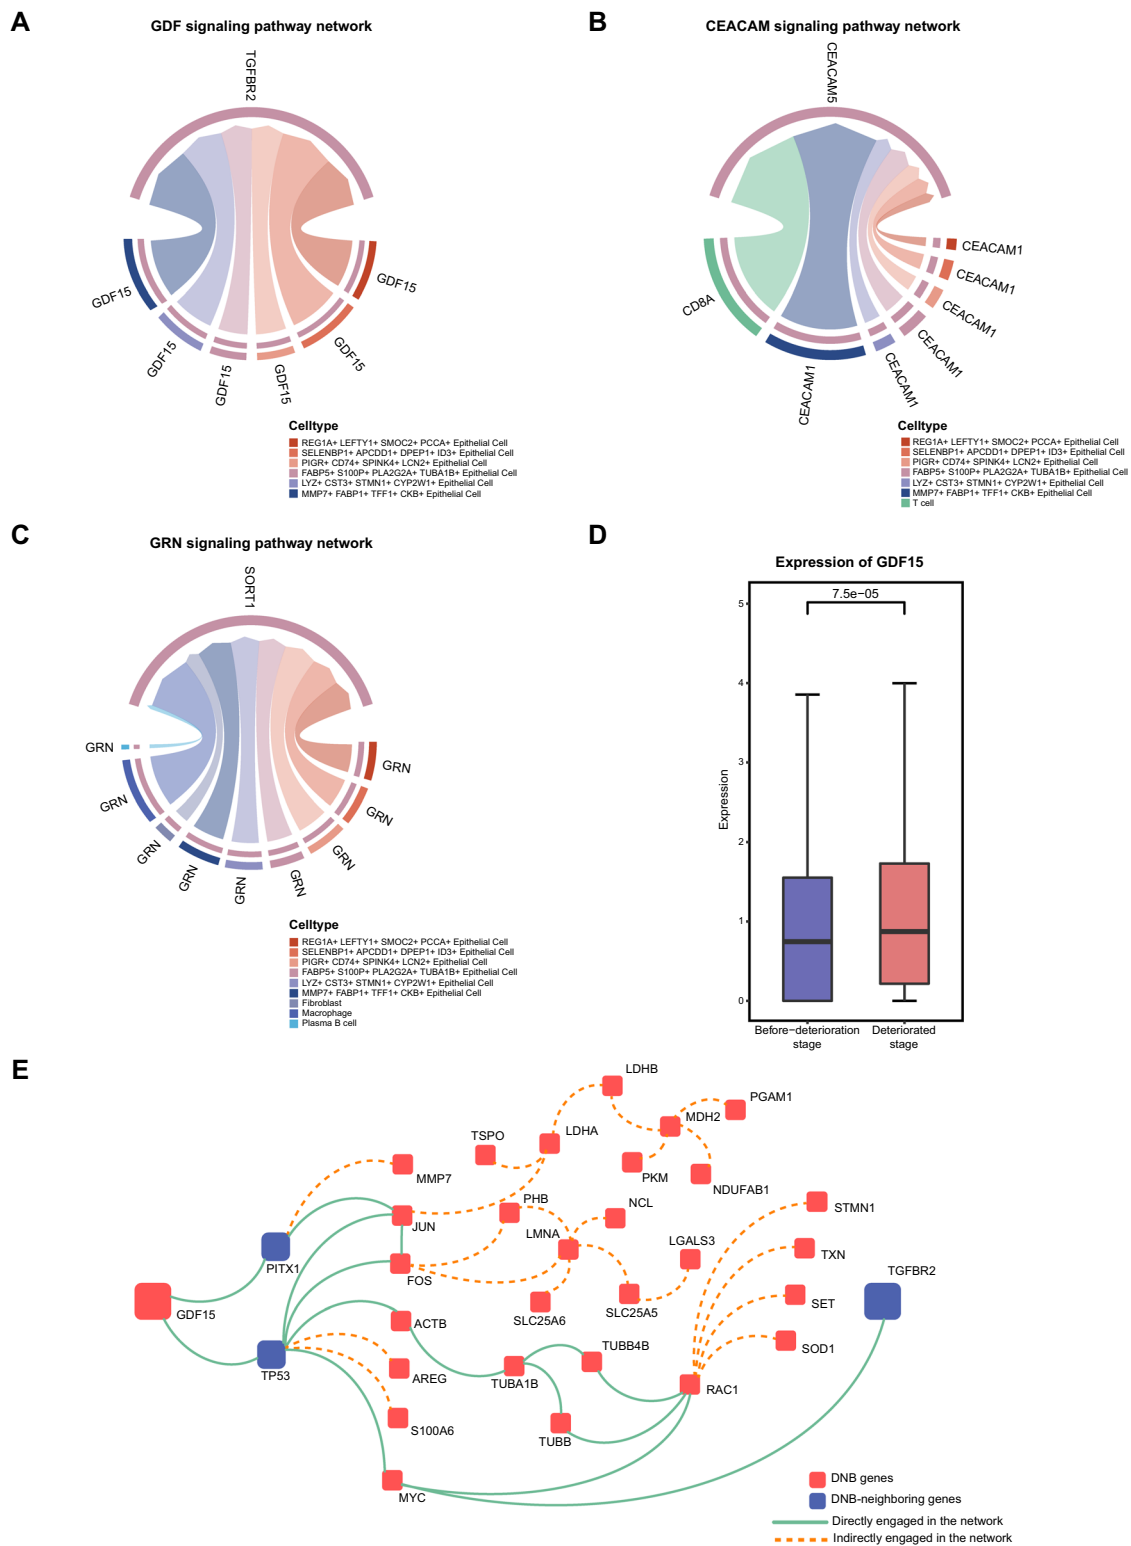 A
GDF signaling pathway network
TGFBR2
GDF15
GDF15
GDF15
GDF15
GDF15
GDF15
Celltype
REG1A+ LEFTY1+ SMOC2+ PCCA+ Epithelial Cell
SELENBP1+ APCDD1+ DPEP1+ ID3+ Epithelial Cell
PIGR+ CD74+ SPINK4+ LCN2+ Epithelial Cell
FABP5+ S100P+ PLA2G2A+ TUBA1B+ Epithelial Cell
LYZ+ CST3+ STMN1+ CYP2W1+ Epithelial Cell
MMP7+ FABP1+ TFF1+ CKB+ Epithelial Cell
B
CEACAM signaling pathway network
CEACAM5
CD8A
CEACAM1
CEACAM1
CEACAM1
CEACAM1
CEACAM1
CEACAM1
Celltype
REG1A+ LEFTY1+ SMOC2+ PCCA+ Epithelial Cell
SELENBP1+ APCDD1+ DPEP1+ ID3+ Epithelial Cell
PIGR+ CD74+ SPINK4+ LCN2+ Epithelial Cell
FABP5+ S100P+ PLA2G2A+ TUBA1B+ Epithelial Cell
LYZ+ CST3+ STMN1+ CYP2W1+ Epithelial Cell
MMP7+ FABP1+ TFF1+ CKB+ Epithelial Cell
T cell
C
GRN signaling pathway network
SORT1
GRN
GRN
GRN
GRN
GRN
GRN
GRN
GRN
GRN
Celltype
REG1A+ LEFTY1+ SMOC2+ PCCA+ Epithelial Cell
SELENBP1+ APCDD1+ DPEP1+ ID3+ Epithelial Cell
PIGR+ CD74+ SPINK4+ LCN2+ Epithelial Cell
FABP5+ S100P+ PLA2G2A+ TUBA1B+ Epithelial Cell
LYZ+ CST3+ STMN1+ CYP2W1+ Epithelial Cell
MMP7+ FABP1+ TFF1+ CKB+ Epithelial Cell
Fibroblast
Macrophage
Plasma B cell
D
Expression of GDF15
7.5e−05
5
4
3
2
1
0
Expression
Before−deterioration
stage
Deteriorated
stage
E
LDHB
PGAM1
MDH2
LDHA
TSPO
PKM
NDUFAB1
MMP7
PHB
NCL
STMN1
JUN
LMNA
LGALS3
TXN
PITX1
FOS
TGFBR2
GDF15
SLC25A6
SLC25A5
SET
ACTB
SOD1
TUBB4B
TP53
AREG
TUBA1B
RAC1
S100A6
TUBB
MYC
DNB genes
DNB-neighboring genes
Directly engaged in the network
Indirectly engaged in the network